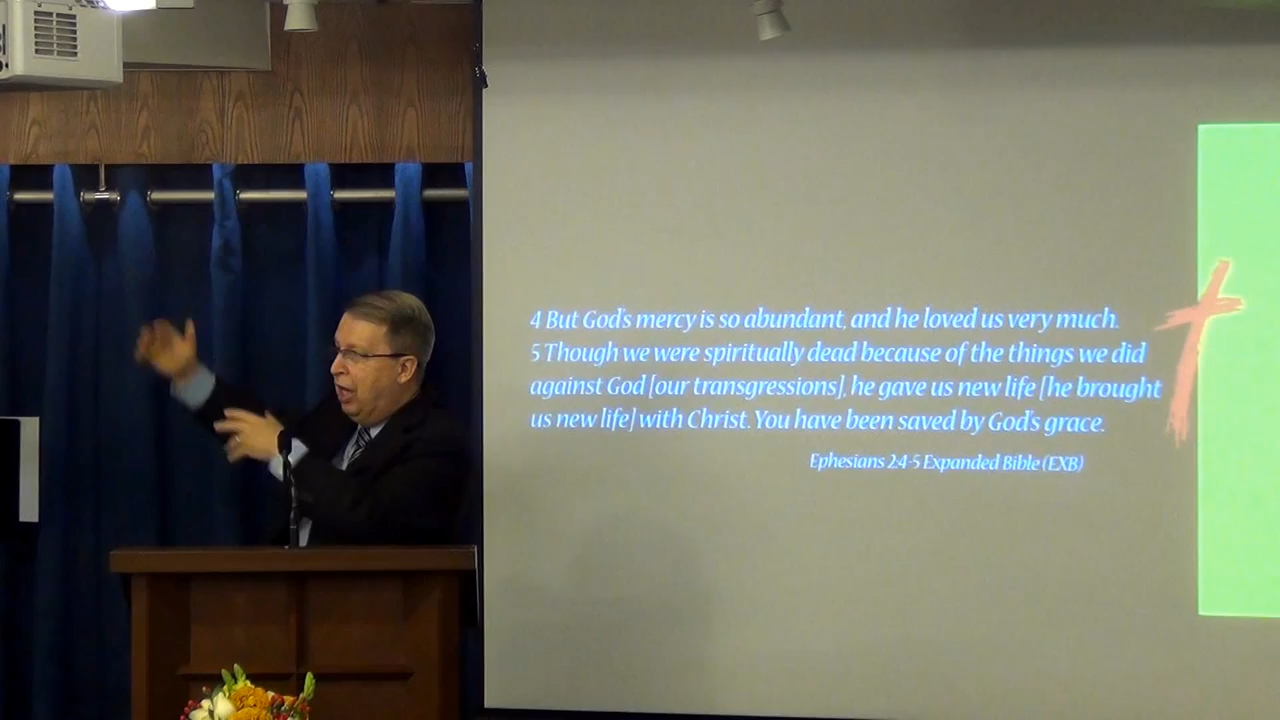 4 But God's mercy is so abundant, and he loved us very much.
5 Though we were spiritually dead because of the things we did
against God [our transgressions], he gave us new life [he brought
us new life] with Christ. You have been saved by God's grace.
Ephesians 2:4-5 Expanded Bible (EXB)